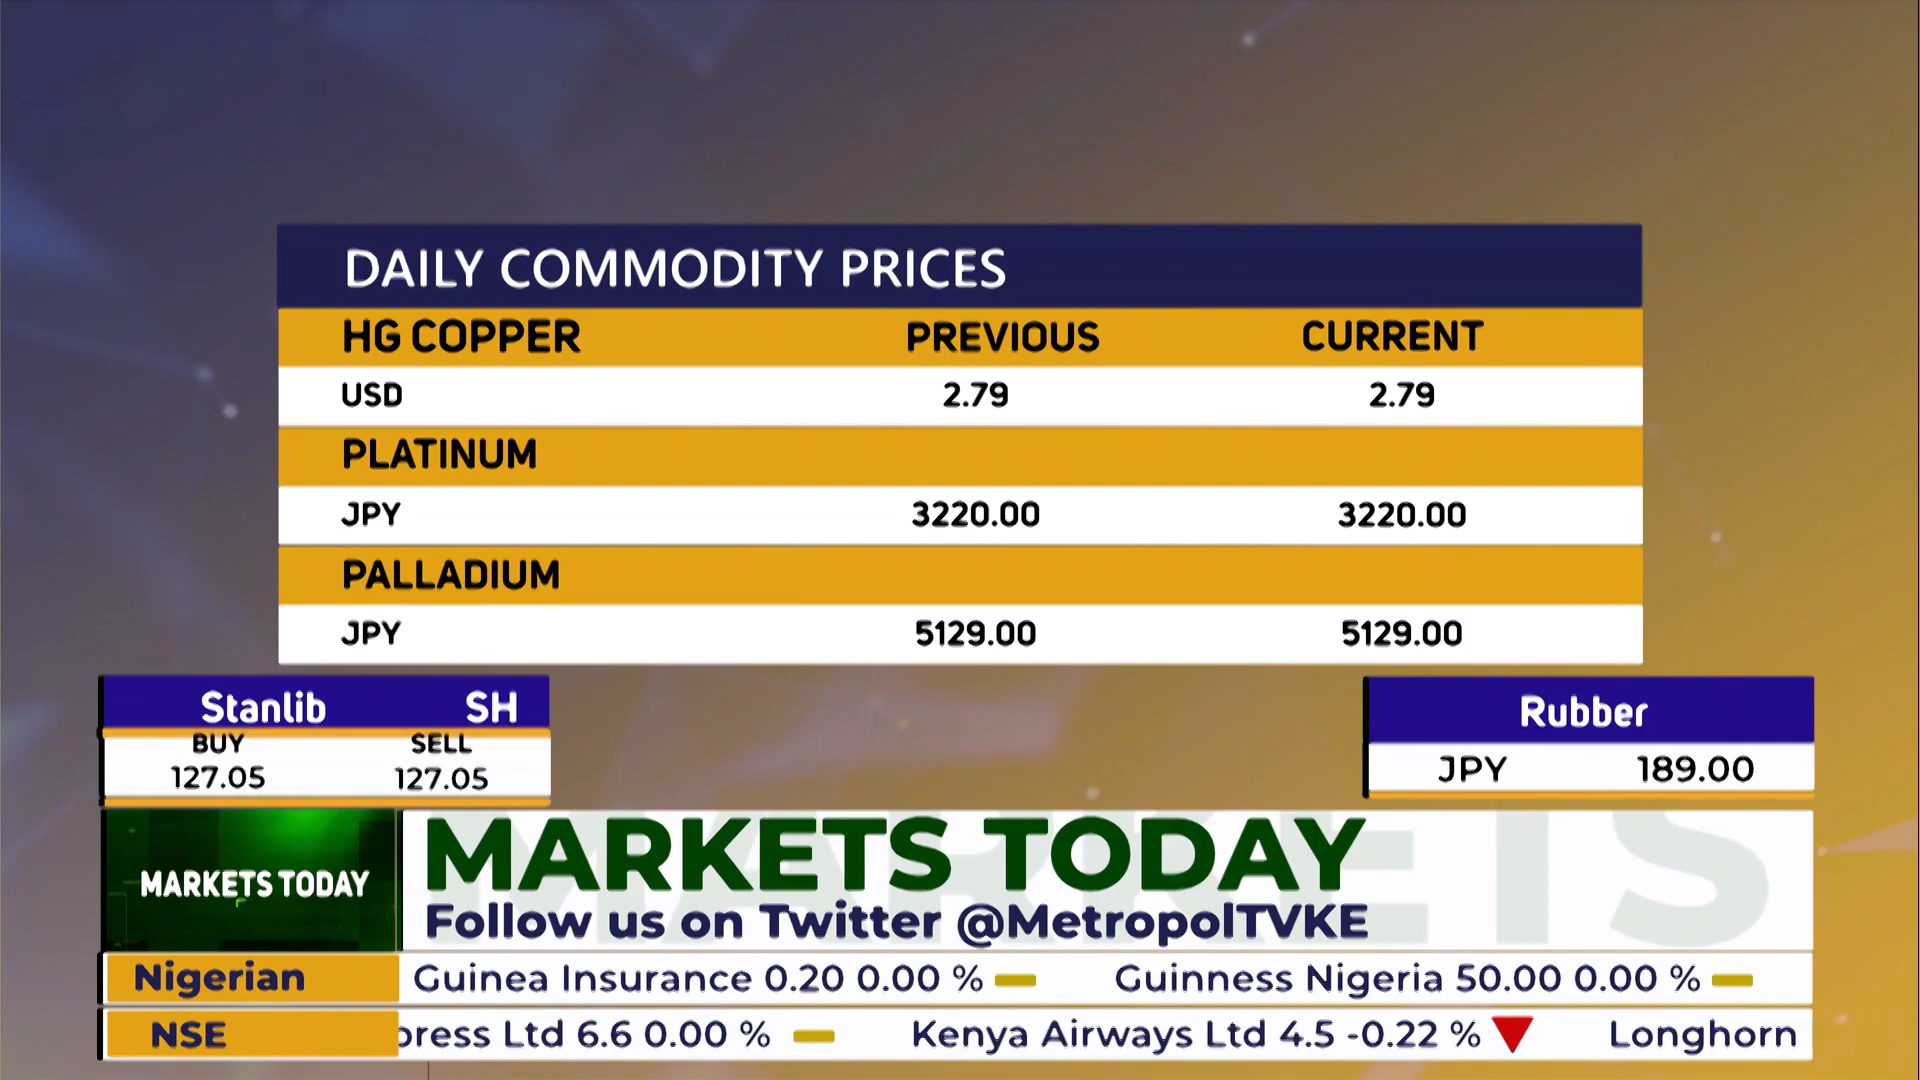 DAILY COMMODITY PRICES
HG COPPER PREVIOUS CURRENT
USD 2.79 2.79
PLATINUM
JPY 3220.00 3220.00
PALLADIUM
JPY 5129.00 5129.00
Stanlib SH
BUY SELL
127.05 127.05
Rubber
JPY 189.00
MARKETS TODAY
MARKETS TODAY
Follow us on Twitter @MetropolTVKE
Nigerian Guinea Insurance 0.20 0.00 % Guinness Nigeria 50.00 0.00 %
NSE press Ltd 6.6 0.00 % Kenya Airways Ltd 4.5 -0.22 % Longhorn